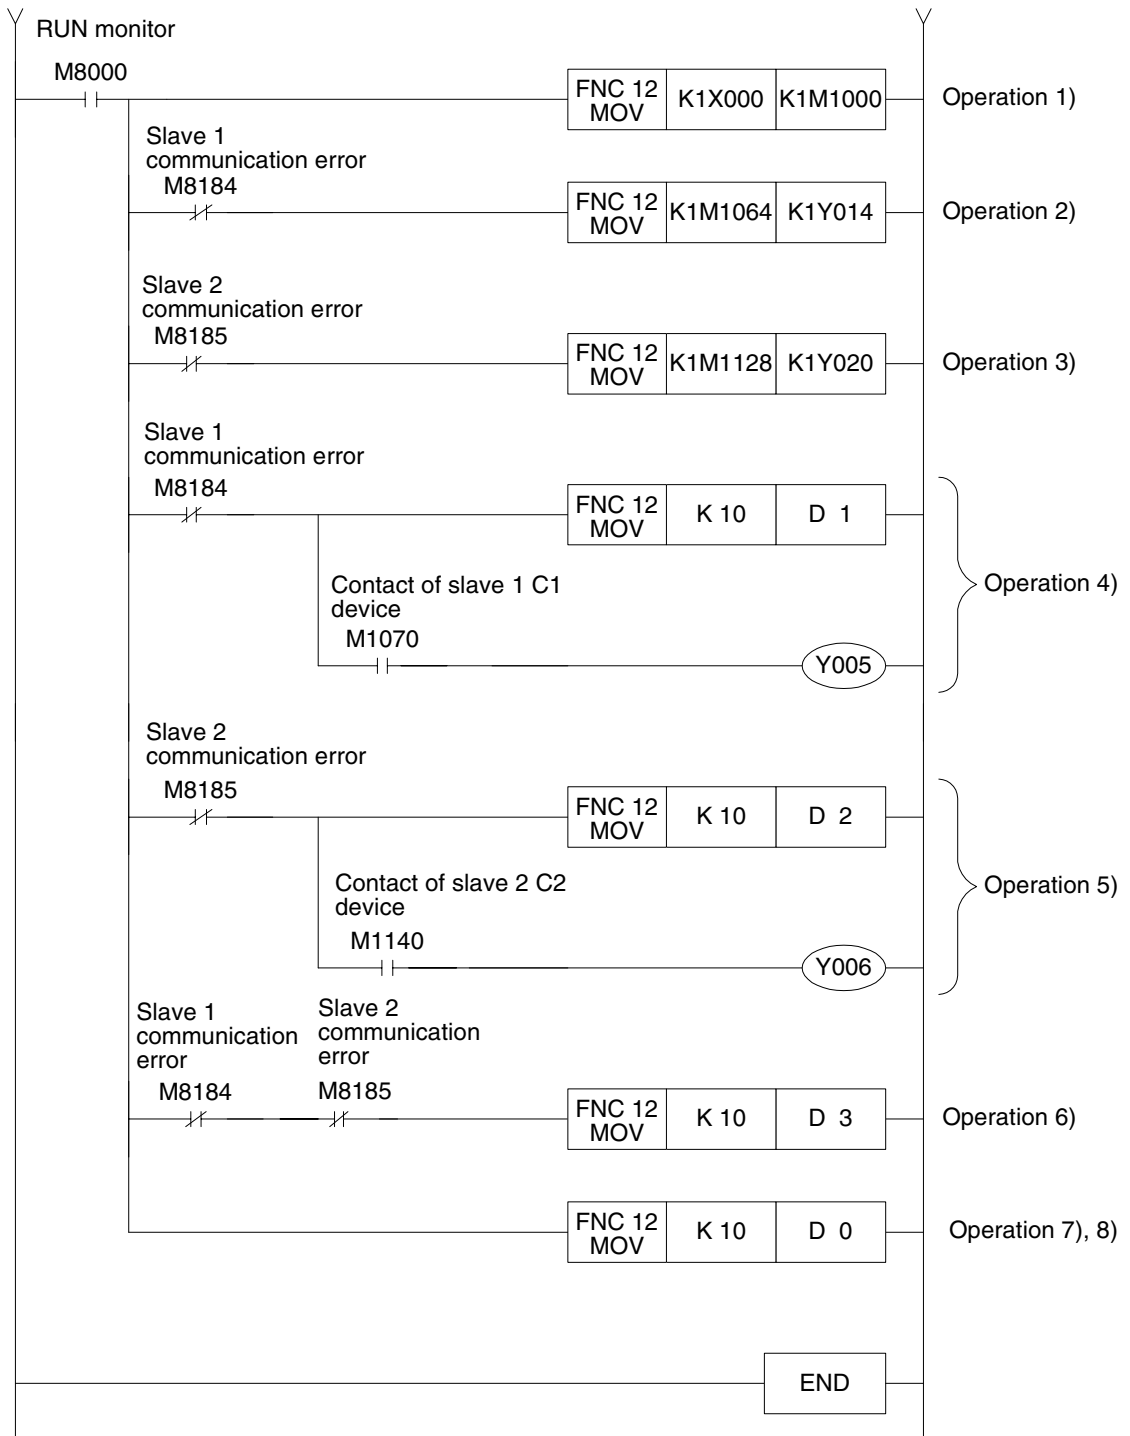 RUN monitor
M8000
FNC 12 MOV K1X000 K1M1000 Operation 1)
Slave 1
communication error
M8184
FNC 12 MOV K1M1064 K1Y014 Operation 2)
Slave 2
communication error
M8185
FNC 12 MOV K1M1128 K1Y020 Operation 3)
Slave 1
communication error
M8184
FNC 12 MOV K 10 D 1
Operation 4)
Contact of slave 1 C1
device
M1070
Y005
Slave 2
communication error
M8185
FNC 12 MOV K 10 D 2
Operation 5)
Contact of slave 2 C2
device
M1140
Y006
Slave 1
communication
error
M8184
Slave 2
communication
error
M8185
FNC 12 MOV K 10 D 3 Operation 6)
FNC 12 MOV K 10 D 0 Operation 7), 8)
END